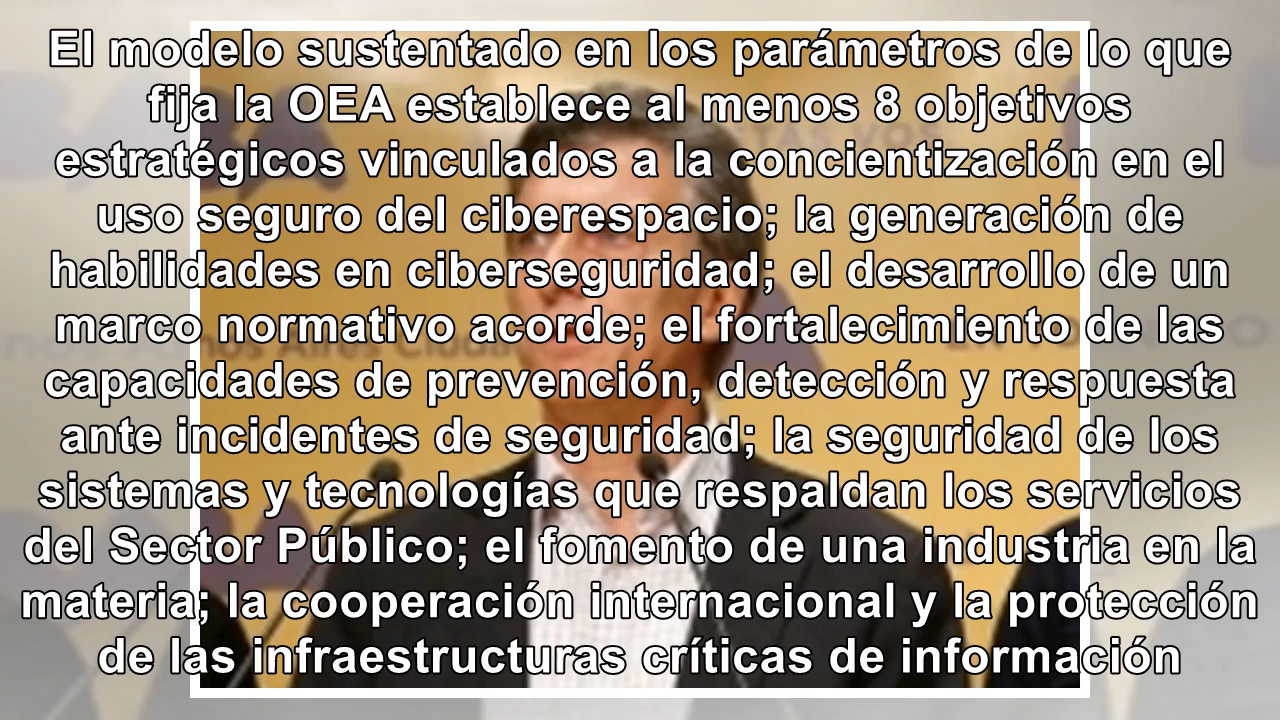 El modelo sustentado en los parámetros de lo que
fija la OEA establece al menos 8 objetivos
estratégicos vinculados a la concientización en el
uso seguro del ciberespacio; la generación de
habilidades en ciberseguridad; el desarrollo de un
marco normativo acorde; el fortalecimiento de las
capacidades de prevención, detección y respuesta
ante incidentes de seguridad; la seguridad de los
sistemas y tecnologías que respaldan los servicios
del Sector Público; el fomento de una industria en la
materia; la cooperación internacional y la protección
de las infraestructuras críticas de información